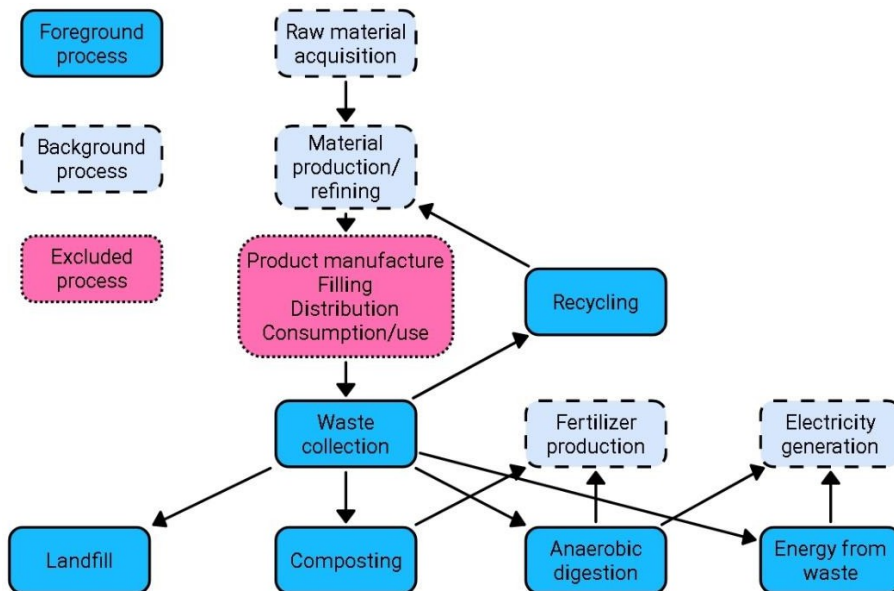 Foreground
process
Raw material
acquisition
Background
process
Material
production/
refining
Excluded
process
Product manufacture
Filling
Distribution
Consumption/use
Recycling
Waste
collection
Fertilizer
production
Electricity
generation
Landfill
Composting
Anaerobic
digestion
Energy from
waste